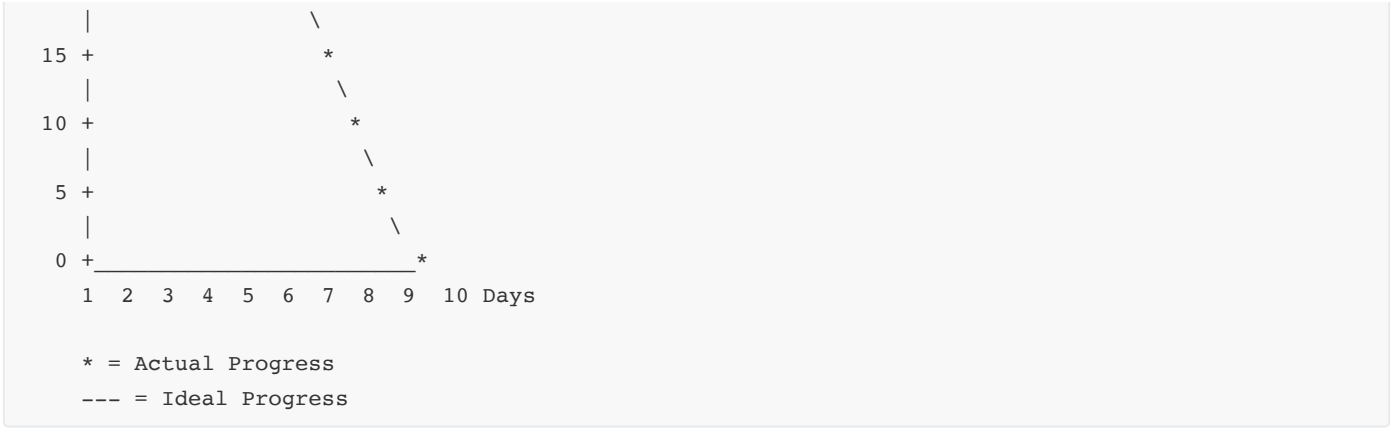 |                \
15 +                 *
|                  \
10 +                   *
|                    \
5 +                     *
|                      \
0 +________________________*
1  2  3  4  5  6  7  8  9  10 Days
* = Actual Progress
--- = Ideal Progress